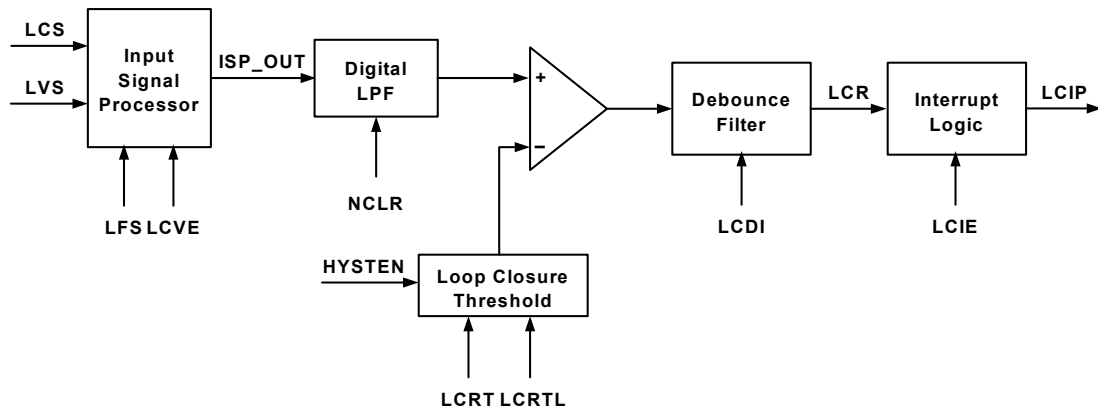 LCS
LVS
Input
Signal
Processor
ISP_OUT
Digital
LPF
+
−
Debounce
Filter
LCR
Interrupt
Logic
LCIP
LFS LCVE
NCLR
LCDI
LCIE
HYSTEN
Loop Closure
Threshold
LCRT LCRTL